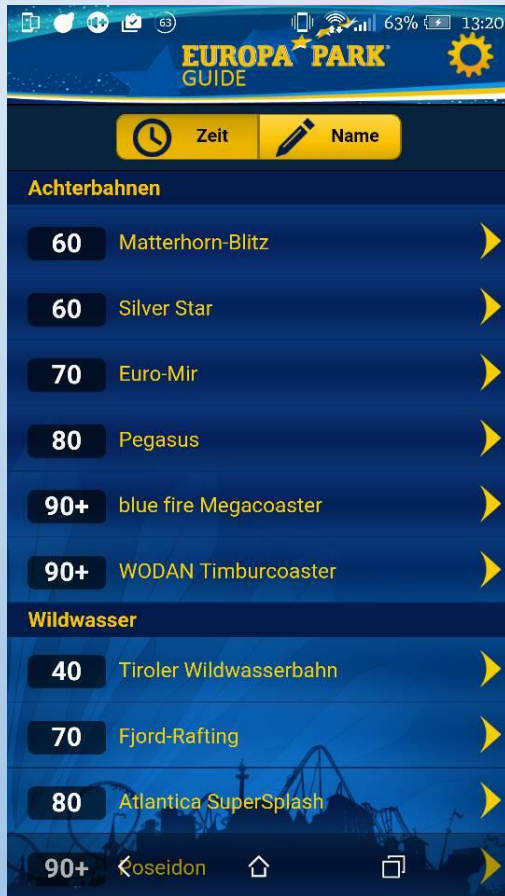 63 63% 13:20
EUROPA PARK
GUIDE
Zeit Name
Achterbahnen
60 Matterhorn-Blitz
60 Silver Star
70 Euro-Mir
80 Pegasus
90+ blue fire Megacoaster
90+ WODAN Timburcoaster
Wildwasser
40 Tiroler Wildwasserbahn
70 Fjord-Rafting
80 Atlantica SuperSplash
90+ Poseidon